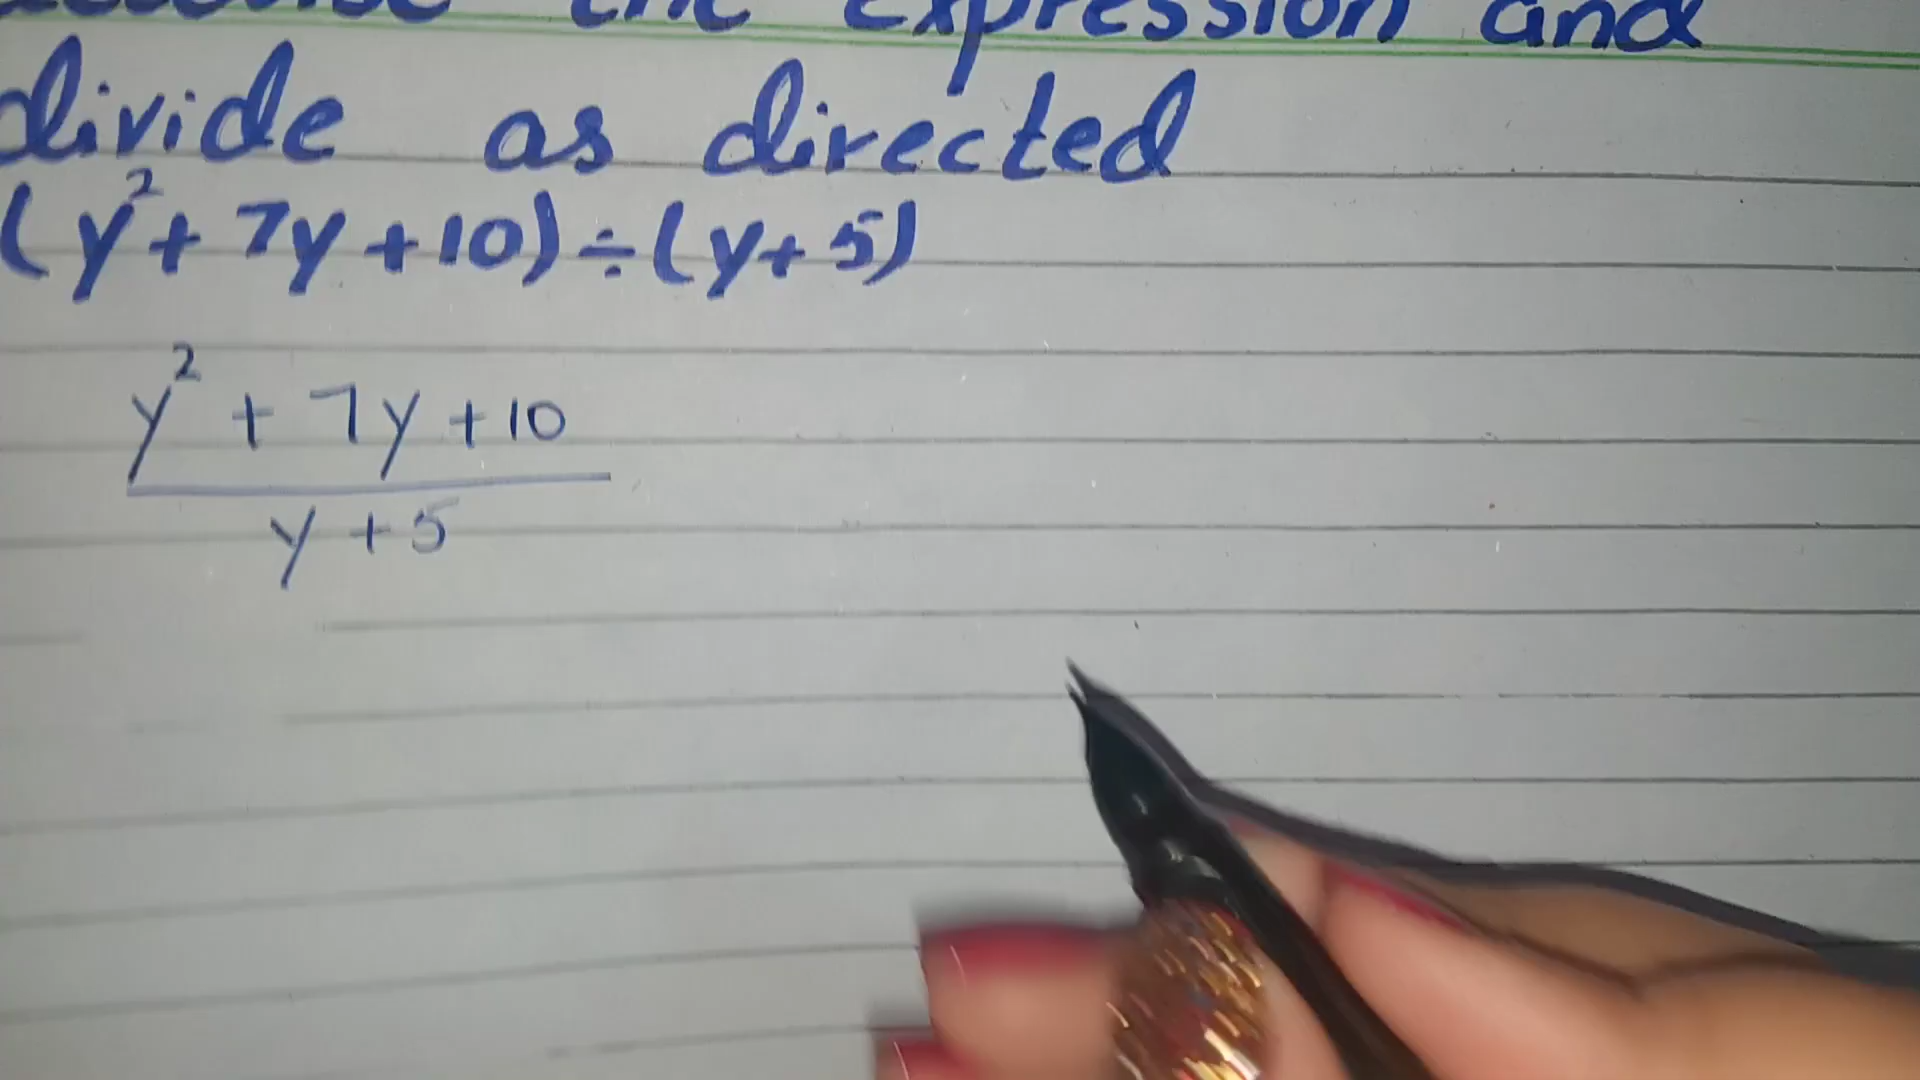 the expression and
divide as directed
(y² + 7y + 10) ÷ (y + 5)
y² + 7y + 10
y + 5